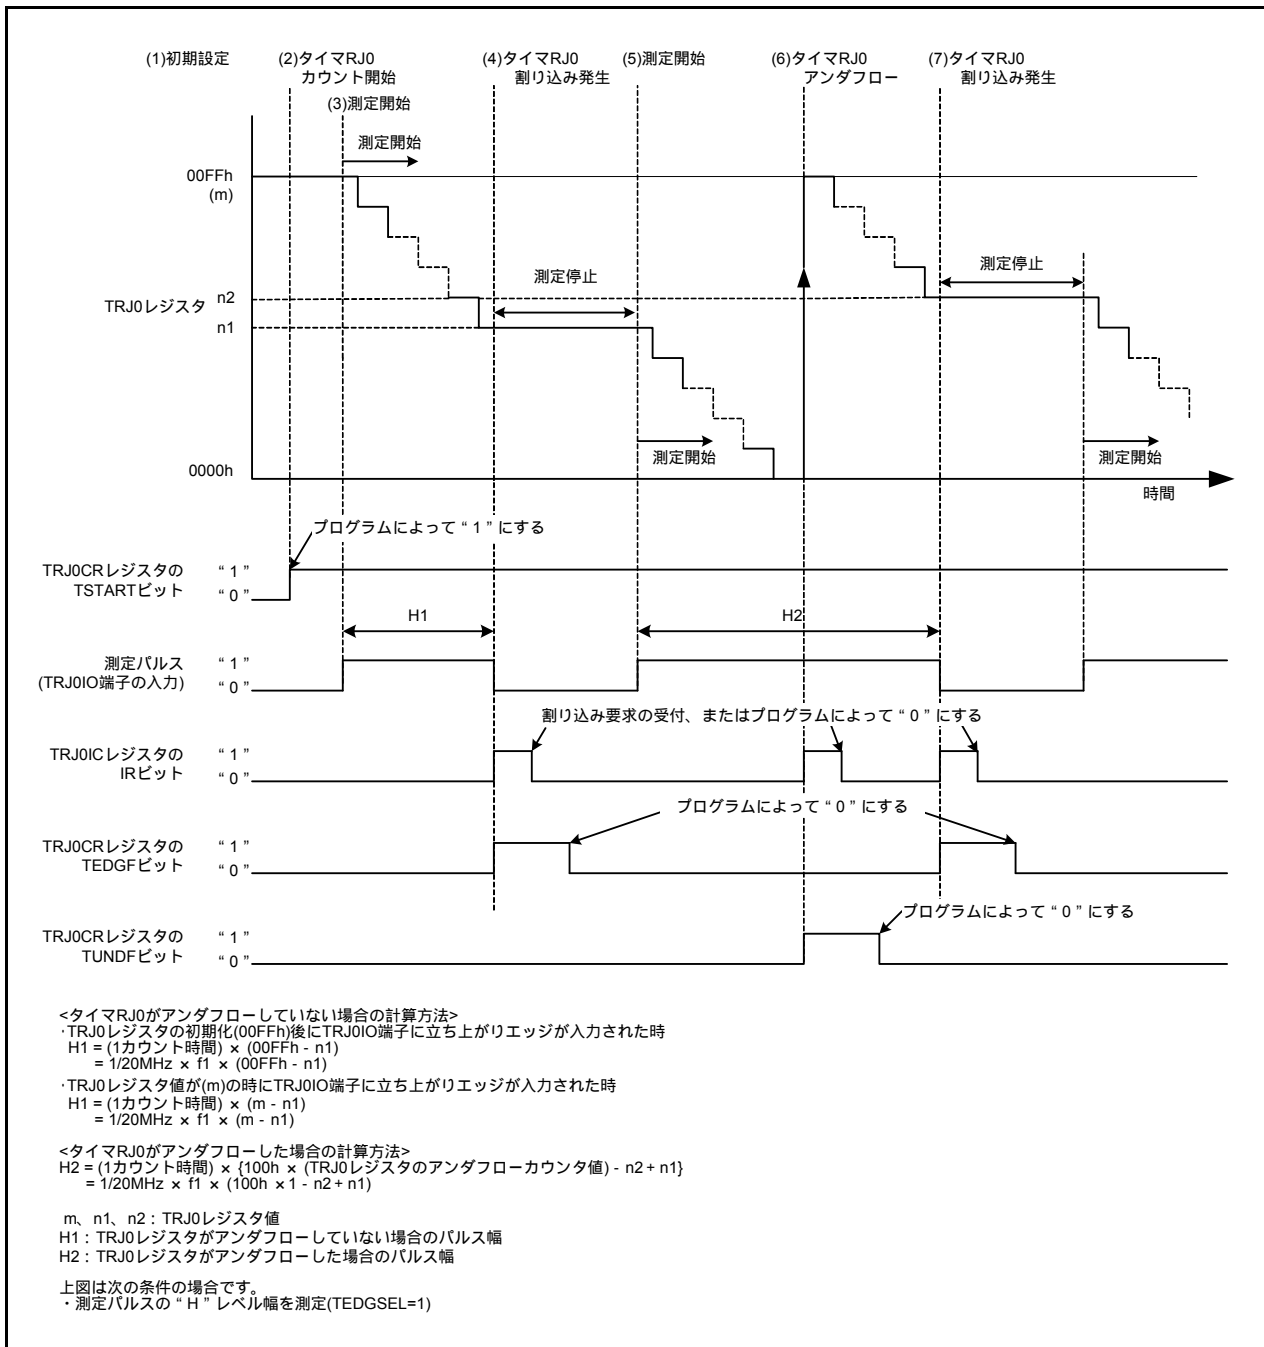 (1)初期設定
(2)タイマRJ0
カウント開始
(3)測定開始
(4)タイマRJ0
割り込み発生
(5)測定開始
(6)タイマRJ0
アンダフロー
(7)タイマRJ0
割り込み発生
測定開始
00FFh
(m)
測定停止
測定停止
TRJ0レジスタ
n2
n1
測定開始
測定開始
0000h
時間
プログラムによって“1”にする
TRJ0CRレジスタの
TSTARTビット
“1”
“0”
H1
H2
測定パルス
(TRJ0IO端子の入力)
“1”
“0”
割り込み要求の受付、またはプログラムによって“0”にする
TRJ0ICレジスタの
IRビット
“1”
“0”
プログラムによって“0”にする
TRJ0CRレジスタの
TEDGFビット
“1”
“0”
プログラムによって“0”にする
TRJ0CRレジスタの
TUNDFビット
“1”
“0”
<タイマRJ0がアンダフローしていない場合の計算方法>
･TRJ0レジスタの初期化(00FFh)後にTRJ0IO端子に立ち上がりエッジが入力された時
H1 = (1カウント時間) × (00FFh - n1)
= 1/20MHz × f1 × (00FFh - n1)
･TRJ0レジスタ値が(m)の時にTRJ0IO端子に立ち上がりエッジが入力された時
H1 = (1カウント時間) × (m - n1)
= 1/20MHz × f1 × (m - n1)
<タイマRJ0がアンダフローした場合の計算方法>
H2 = (1カウント時間) × {100h × (TRJ0レジスタのアンダフローカウンタ値) - n2 + n1}
= 1/20MHz × f1 × (100h ×1 - n2 + n1)
m、n1、n2 : TRJ0レジスタ値
H1 : TRJ0レジスタがアンダフローしていない場合のパルス幅
H2 : TRJ0レジスタがアンダフローした場合のパルス幅
上図は次の条件の場合です。
・測定パルスの“H”レベル幅を測定(TEDGSEL=1)